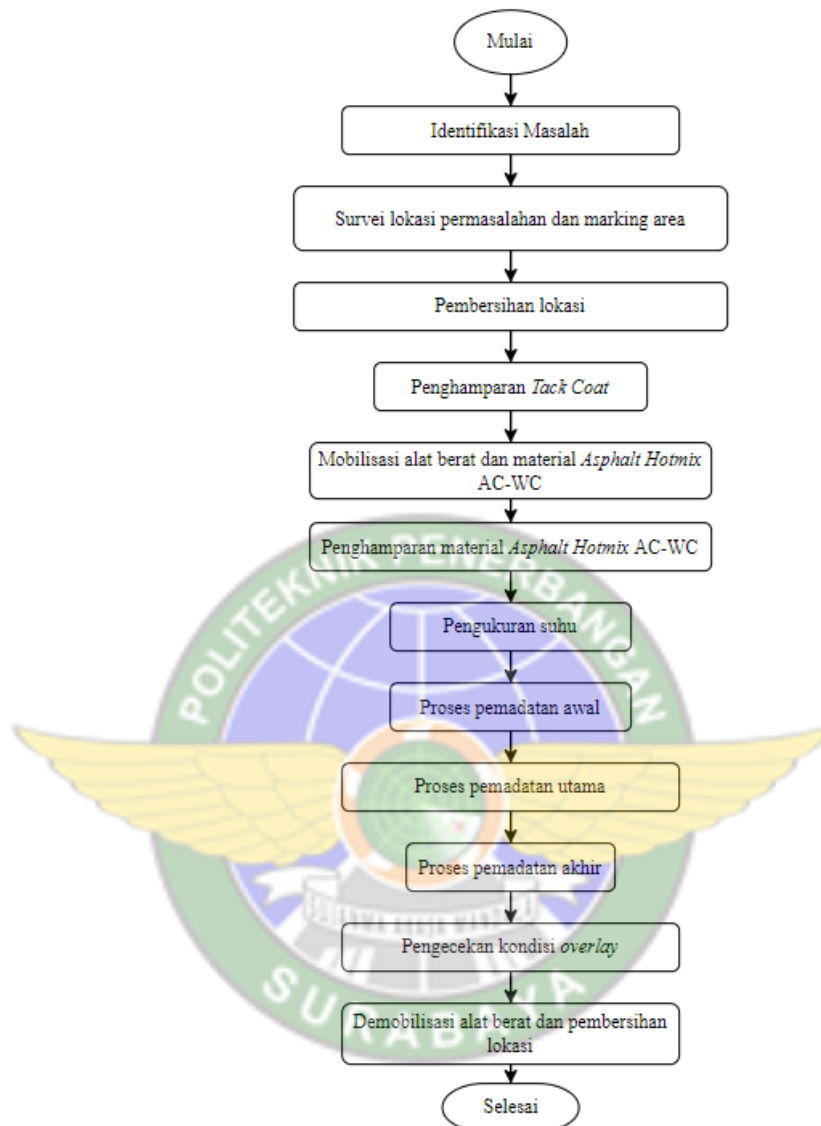 Mulai
Identifikasi Masalah
Survei lokasi permasalahan dan marking area
Pembersihan lokasi
Penghamparan Tack Coat
Mobilisasi alat berat dan material Asphalt Hotmix
AC-WC
Penghamparan material Asphalt Hotmix AC-WC
POLITEKNIK PENERBANGAN
Pengukuran suhu
Proses pemadatan awal
Proses pemadatan utama
Proses pemadatan akhir
Pengecekan kondisi overlay
Demobilisasi alat berat dan pembersihan
lokasi
SURABAYA
Selesai